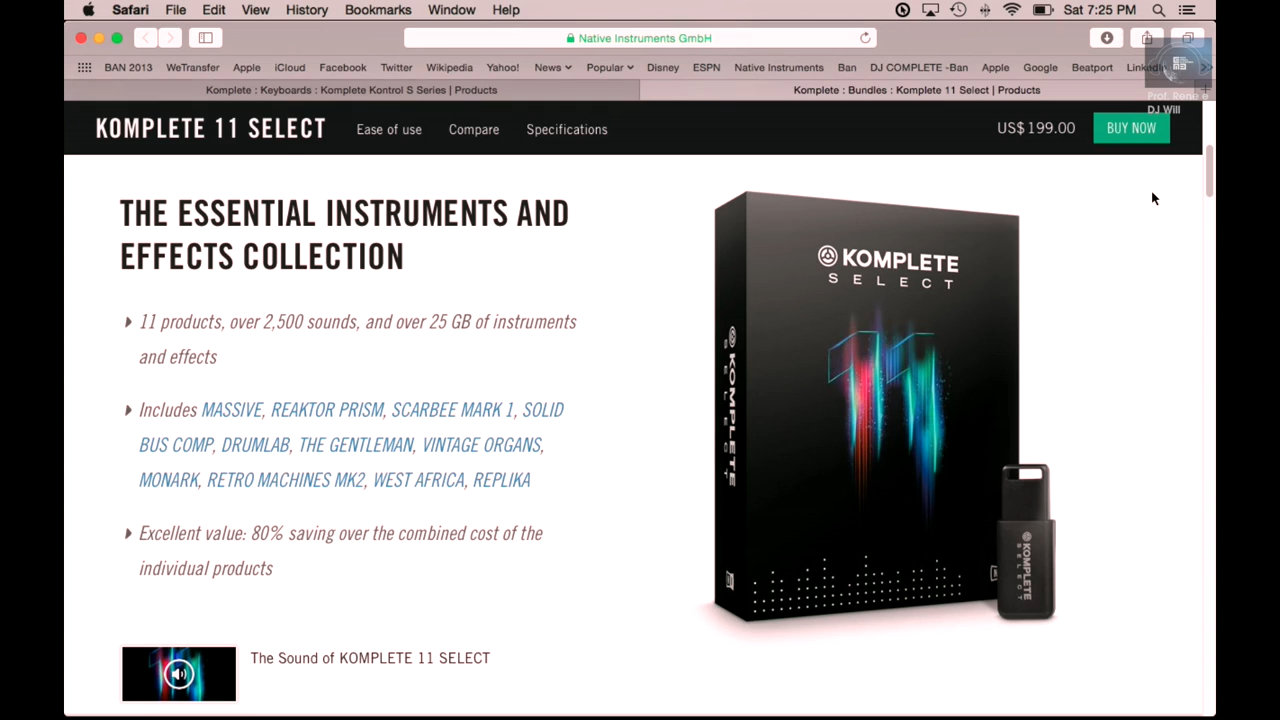 Safari File Edit View History Bookmarks Window Help Sat 7:25 PM
Native Instruments GmbH
BAN 2013 WeTransfer Apple iCloud Facebook Twitter Wikipedia Yahoo! News Popular Disney ESPN Native Instruments Ban DJ COMPLETE -Ban Apple Google Beatport LinkedIn
Komplete : Keyboards : Komplete Kontrol S Series | Products Komplete : Bundles : Komplete 11 Select | Products
DJ Will
KOMPLETE 11 SELECT Ease of use Compare Specifications US$ 199.00 BUY NOW
THE ESSENTIAL INSTRUMENTS AND
EFFECTS COLLECTION
11 products, over 2,500 sounds, and over 25 GB of instruments
and effects
Includes MASSIVE, REAKTOR PRISM, SCARBEE MARK 1, SOLID
BUS COMP, DRUMLAB, THE GENTLEMAN, VINTAGE ORGANS,
MONARK, RETRO MACHINES MK2, WEST AFRICA, REPLIKA
Excellent value: 80% saving over the combined cost of the
individual products
The Sound of KOMPLETE 11 SELECT
KOMPLETE
SELECT
11
KOMPLETE
SELECT
KOMPLETE
SELECT